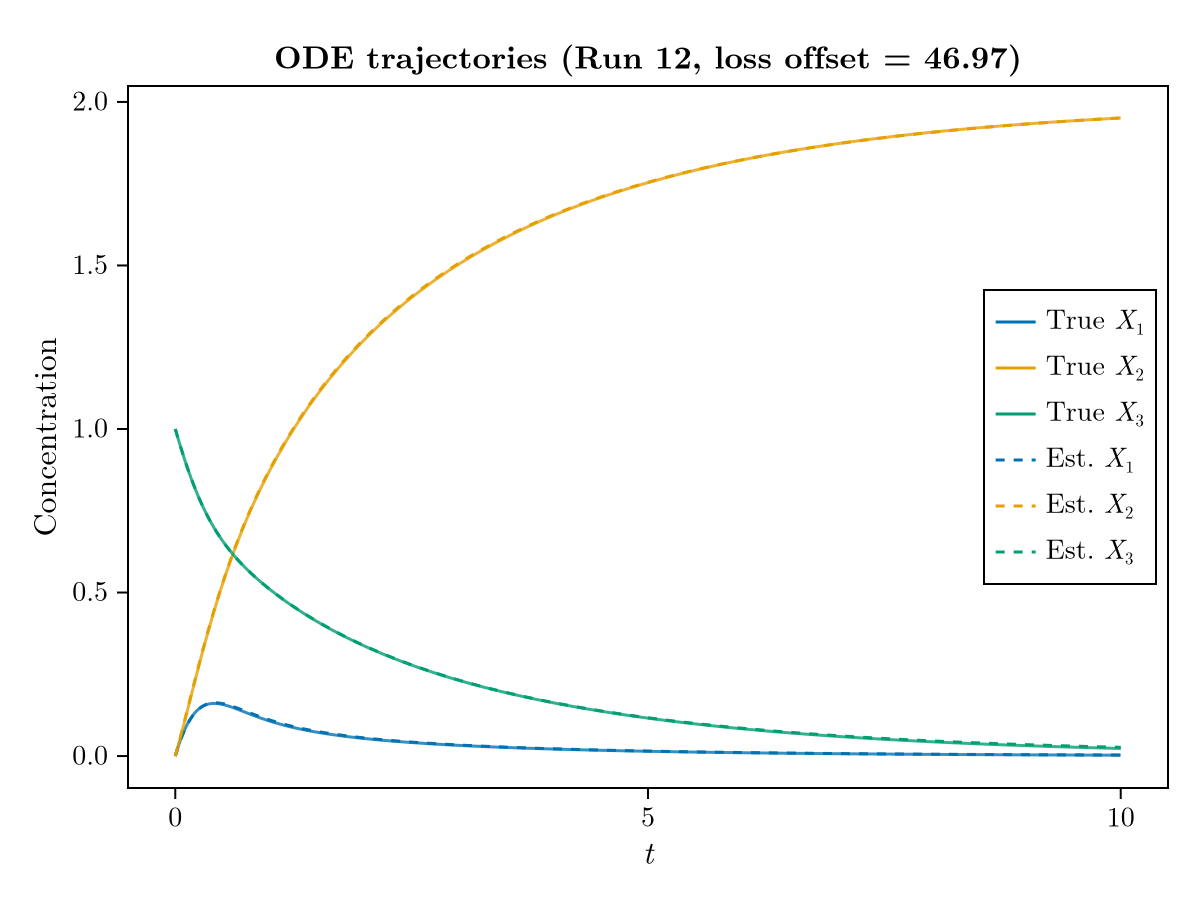 ODE trajectories (Run 12, loss offset = 46.97)
2.0
1.5
1.0
0.5
0.0
Concentration
True X₁
True X₂
True X₃
Est. X₁
Est. X₂
Est. X₃
0
5
10
t